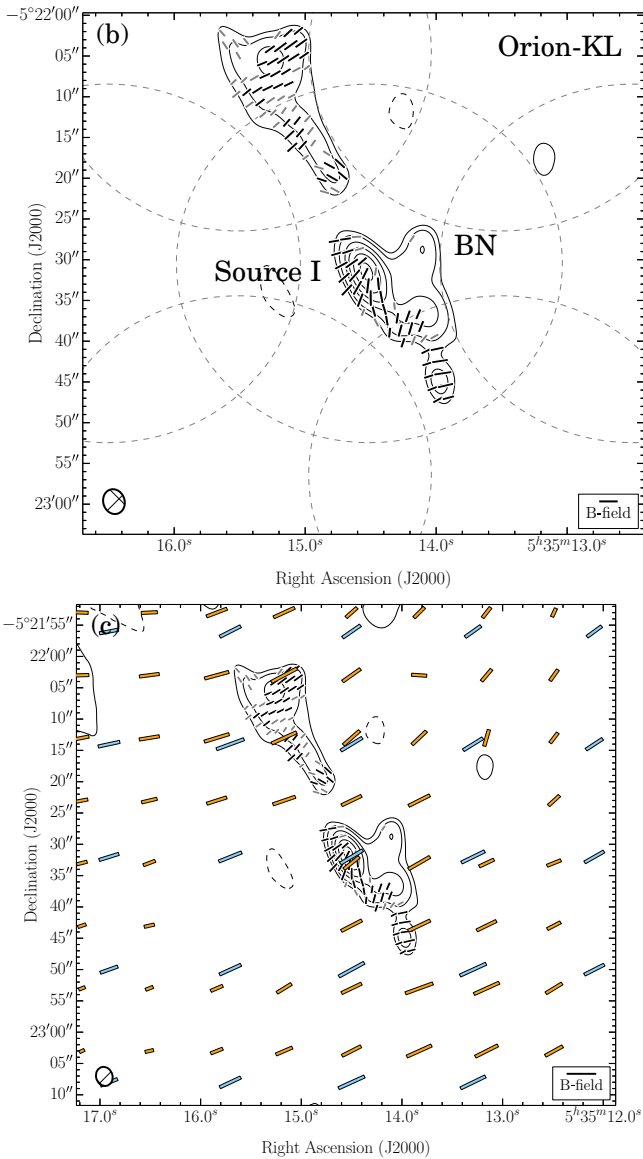 −5°22′00″
(b)
Orion-KL
05″
10″
15″
20″
25″
BN
30″
Source I
35″
Declination (J2000)
40″
45″
50″
55″
23′00″
B-field
16.0ˢ
15.0ˢ
14.0ˢ
5ʰ35ᵐ13.0ˢ
Right Ascension (J2000)
(c)
−5°21′55″
22′00″
05″
10″
15″
20″
25″
30″
Declination (J2000)
35″
40″
45″
50″
55″
23′00″
05″
10″
B-field
17.0ˢ
16.0ˢ
15.0ˢ
14.0ˢ
13.0ˢ
5ʰ35ᵐ12.0ˢ
Right Ascension (J2000)